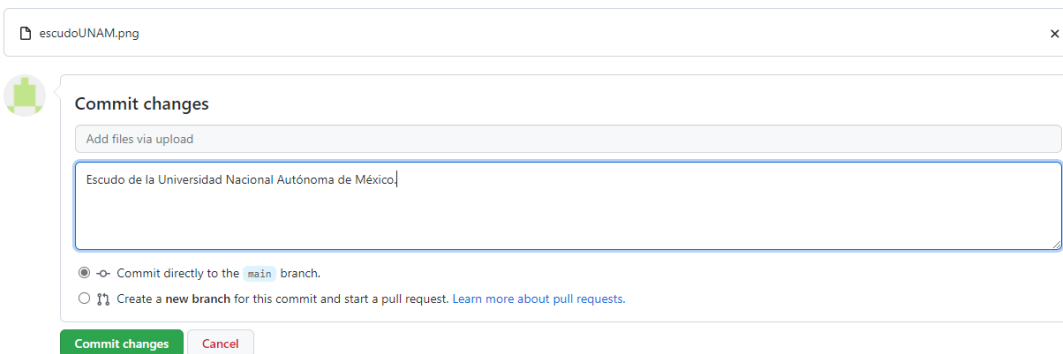 escudoUNAM.png
Commit changes
Add files via upload
Escudo de la Universidad Nacional Autónoma de México.
Commit directly to the main branch.
Create a new branch for this commit and start a pull request. Learn more about pull requests.
Commit changes Cancel